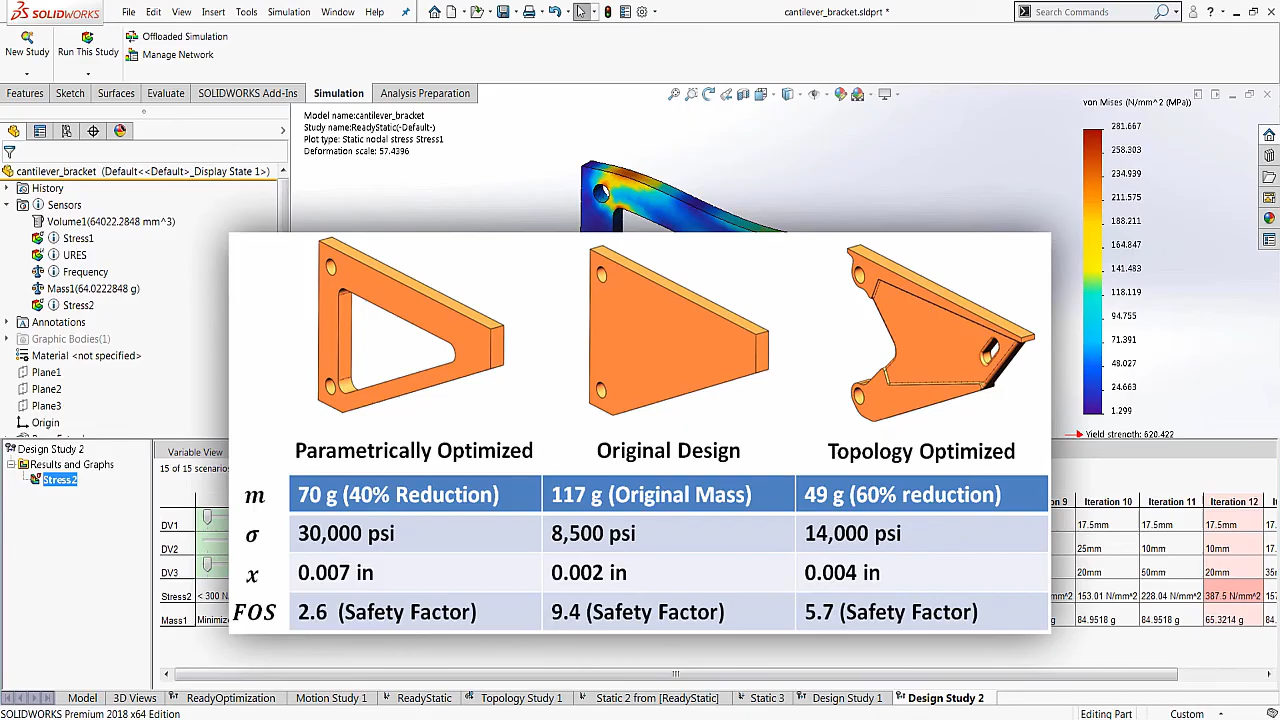 SOLIDWORKS File Edit View Insert Tools Simulation Window Help cantilever_bracket.sldprt * Search Commands ?
New Study Run This Study Offloaded Simulation
Manage Network
Features Sketch Surfaces Evaluate SOLIDWORKS Add-Ins Simulation Analysis Preparation
cantilever_bracket (Default<<Default>_Display State 1>)
History
Sensors
Volume1(64022.2848 mm^3)
Stress1
URES
Frequency
Mass1(64.0222848 g)
Stress2
Annotations
Graphic Bodies(1)
Material <not specified>
Plane1
Plane2
Plane3
Origin
Model name:cantilever_bracket
Study name:ReadyStatic(-Default-)
Plot type: Static nodal stress Stress1
Deformation scale: 57.4396
von Mises (N/mm^2 (MPa))
281.667
258.303
234.939
211.575
188.211
164.847
141.483
118.119
94.755
71.391
48.027
24.663
1.299
Yield strength: 620.422
Parametrically Optimized Original Design Topology Optimized
m 70 g (40% Reduction) 117 g (Original Mass) 49 g (60% reduction)
σ 30,000 psi 8,500 psi 14,000 psi
x 0.007 in 0.002 in 0.004 in
FOS 2.6 (Safety Factor) 9.4 (Safety Factor) 5.7 (Safety Factor)
Design Study 2
Results and Graphs
Stress2
Variable View
15 of 15 scenario
9 Iteration 10 Iteration 11 Iteration 12
DV1 17.5mm 17.5mm 17.5mm
DV2 25mm 10mm 10mm
DV3 20mm 50mm 20mm
Stress2 < 300 N/ 153.01 N/mm^2 228.04 N/mm^2 387.5 N/mm^2
Mass1 Minimiz 84.9518 g 84.9518 g 65.3214 g
Model 3D Views ReadyOptimization Motion Study 1 ReadyStatic Topology Study 1 Static 2 from [ReadyStatic] Static 3 Design Study 1 Design Study 2
SOLIDWORKS Premium 2018 x64 Edition Editing Part Custom